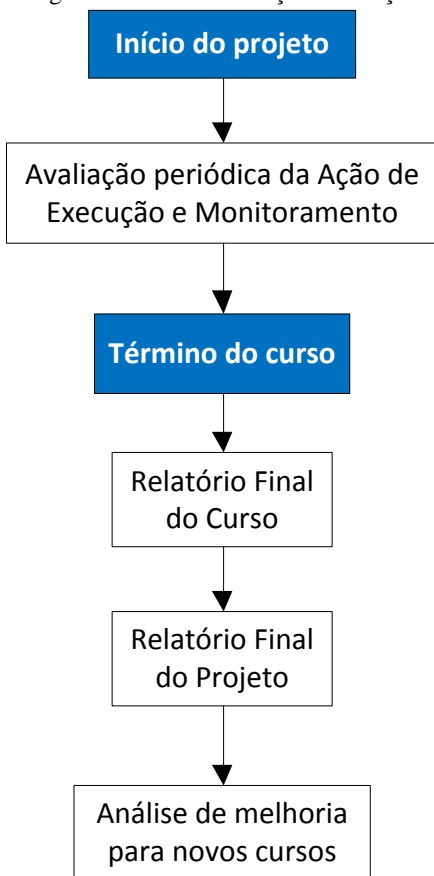 Início do projeto
Avaliação periódica da Ação de
Execução e Monitoramento
Término do curso
Relatório Final
do Curso
Relatório Final
do Projeto
Análise de melhoria
para novos cursos